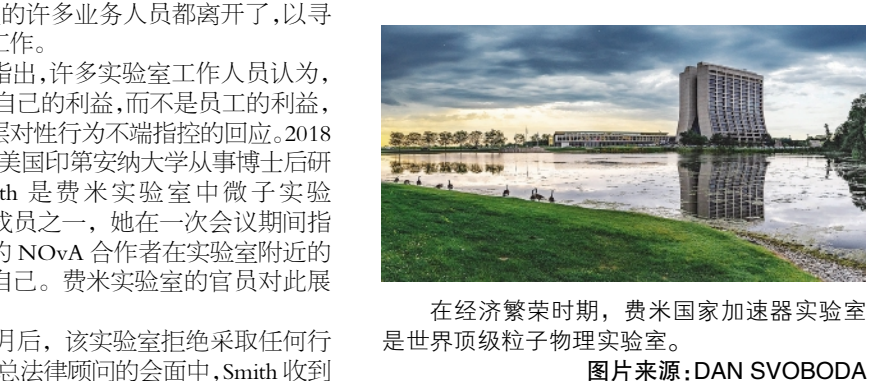 的许多业务人员都离开了,以寻
工作。
指出,许多实验室工作人员认为,
自己的利益,而不是员工的利益,
层对性行为不端指控的回应。2018
美国印第安纳大学从事博士后研
th 是费米实验室中微子实验
成员之一，她在一次会议期间指
的 NOvA 合作者在实验室附近的
自己。费米实验室的官员对此展
月后，该实验室拒绝采取任何行
总法律顾问的会面中,Smith 收到
在经济繁荣时期，费米国家加速器实验室
是世界顶级粒子物理实验室。
图片来源:DAN SVOBODA